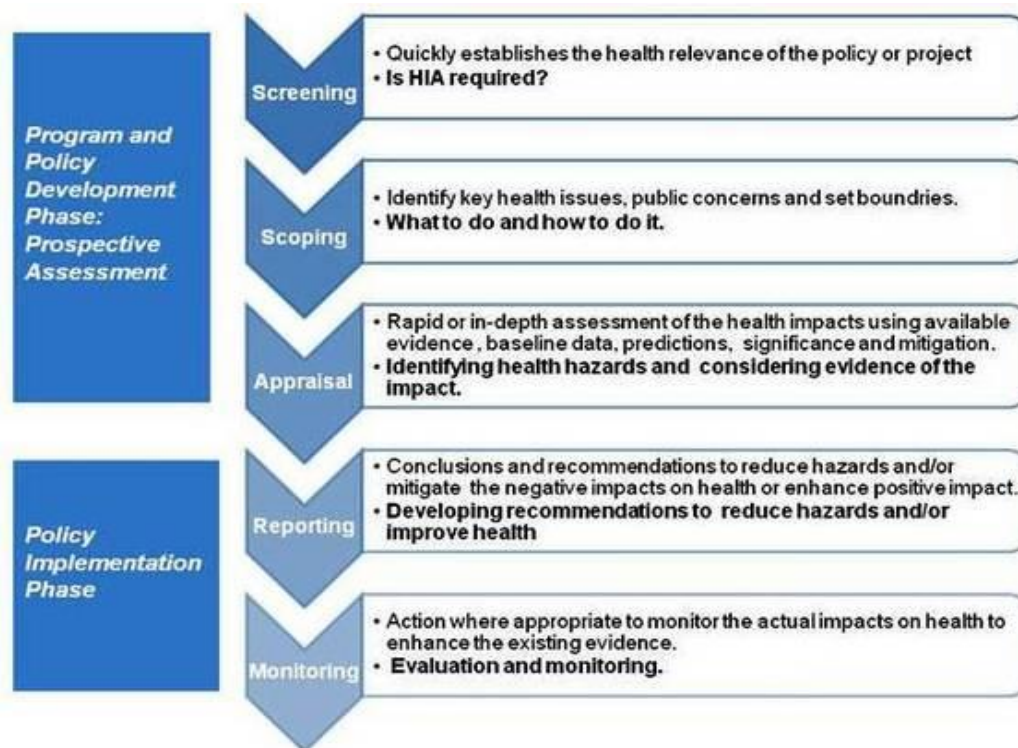 Program and
Policy
Development
Phase:
Prospective
Assessment
Screening
• Quickly establishes the health relevance of the policy or project
• Is HIA required?
Scoping
• Identify key health issues, public concerns and set boundries.
• What to do and how to do it.
Appraisal
• Rapid or in-depth assessment of the health impacts using available
evidence , baseline data, predictions, significance and mitigation.
• Identifying health hazards and considering evidence of the
impact.
Policy
Implementation
Phase
Reporting
• Conclusions and recommendations to reduce hazards and/or
mitigate the negative impacts on health or enhance positive impact.
• Developing recommendations to reduce hazards and/or
improve health
Monitoring
• Action where appropriate to monitor the actual impacts on health to
enhance the existing evidence.
• Evaluation and monitoring.